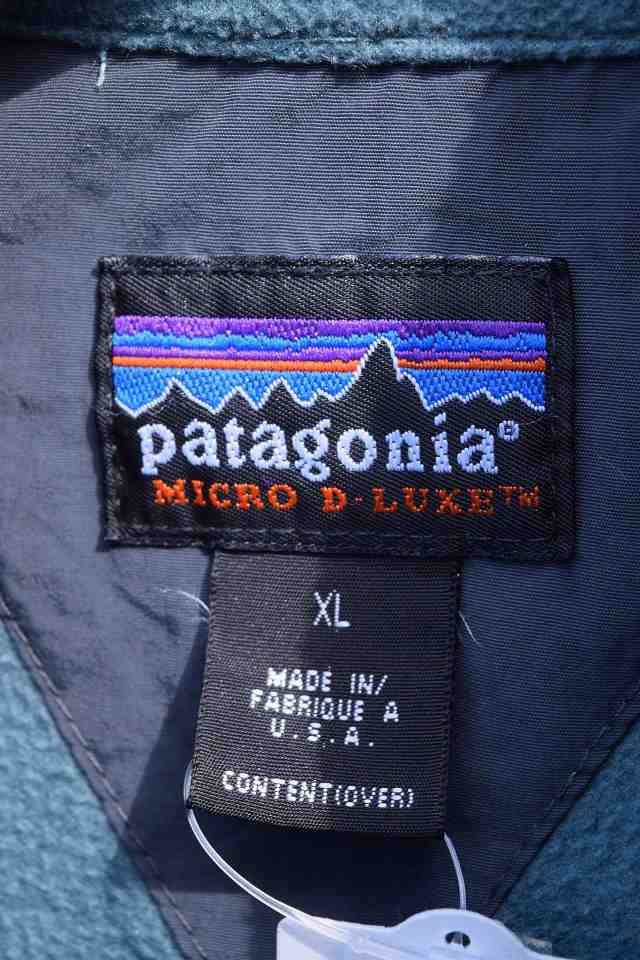 patagonia®
MICRO D-LUXE™
XL
MADE IN/
FABRIQUE A
U.S.A.
CONTENT(OVER)